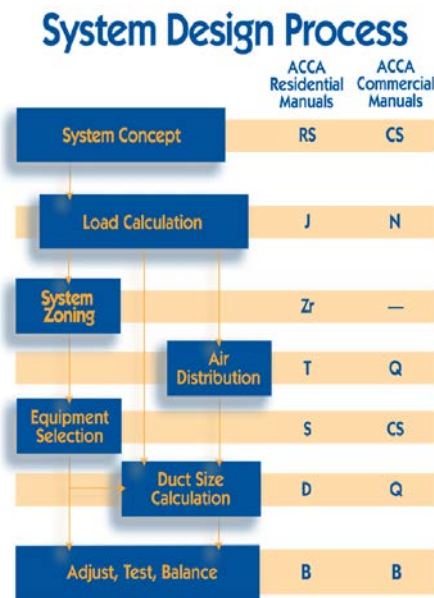 System Design Process
ACCA
Residential
Manuals
ACCA
Commercial
Manuals
System Concept RS CS
Load Calculation J N
System
Zoning
Zr —
Air
Distribution
T Q
Equipment
Selection
S CS
Duct Size
Calculation
D Q
Adjust, Test, Balance B B